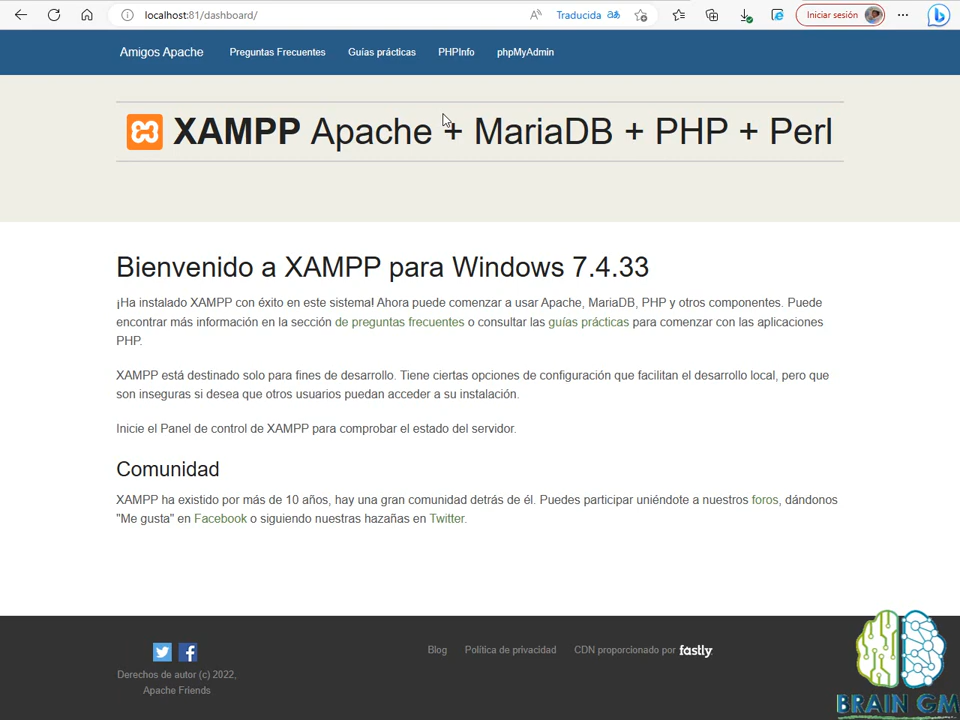 localhost:81/dashboard/
Traducida
Iniciar sesión
Amigos Apache
Preguntas Frecuentes
Guías prácticas
PHPInfo
phpMyAdmin
XAMPP Apache + MariaDB + PHP + Perl
Bienvenido a XAMPP para Windows 7.4.33
¡Ha instalado XAMPP con éxito en este sistema! Ahora puede comenzar a usar Apache, MariaDB, PHP y otros componentes. Puede
encontrar más información en la sección de preguntas frecuentes o consultar las guías prácticas para comenzar con las aplicaciones
PHP.
XAMPP está destinado solo para fines de desarrollo. Tiene ciertas opciones de configuración que facilitan el desarrollo local, pero que
son inseguras si desea que otros usuarios puedan acceder a su instalación.
Inicie el Panel de control de XAMPP para comprobar el estado del servidor.
Comunidad
XAMPP ha existido por más de 10 años, hay una gran comunidad detrás de él. Puedes participar uniéndote a nuestros foros, dándonos
"Me gusta" en Facebook o siguiendo nuestras hazañas en Twitter.
Blog
Política de privacidad
CDN proporcionado por fastly
Derechos de autor (c) 2022,
Apache Friends
BRAIN GM